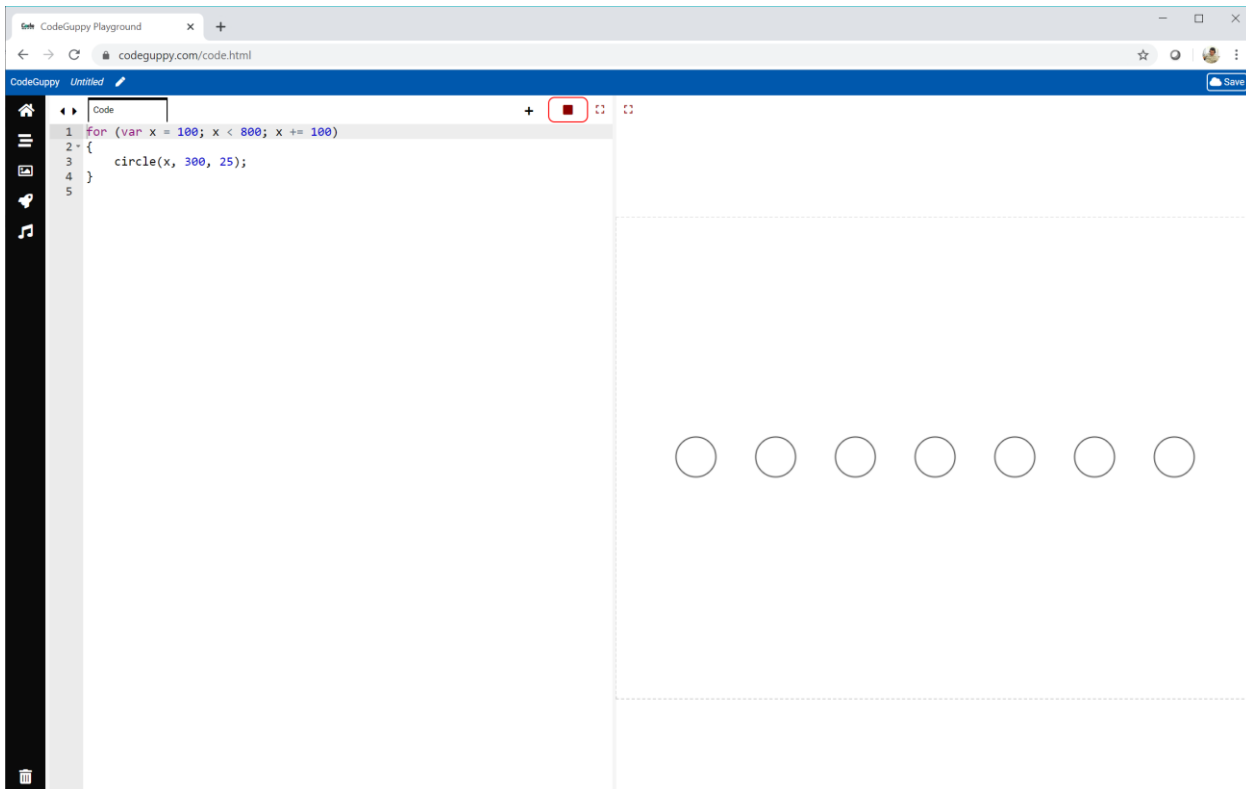 CodeGuppy Playground
codeguppy.com/code.html
CodeGuppy Untitled
Save
Code
1 for (var x = 100; x < 800; x += 100)
2 {
3 circle(x, 300, 25);
4 }
5